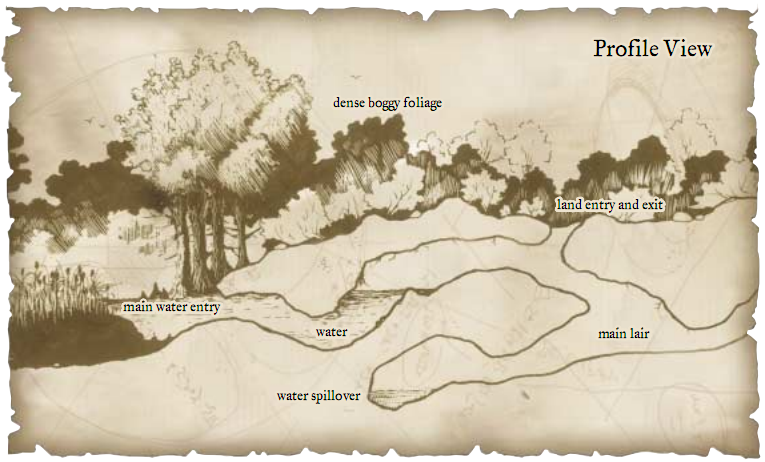 Profile View
dense boggy foliage
land entry and exit
main water entry
water
main lair
water spillover